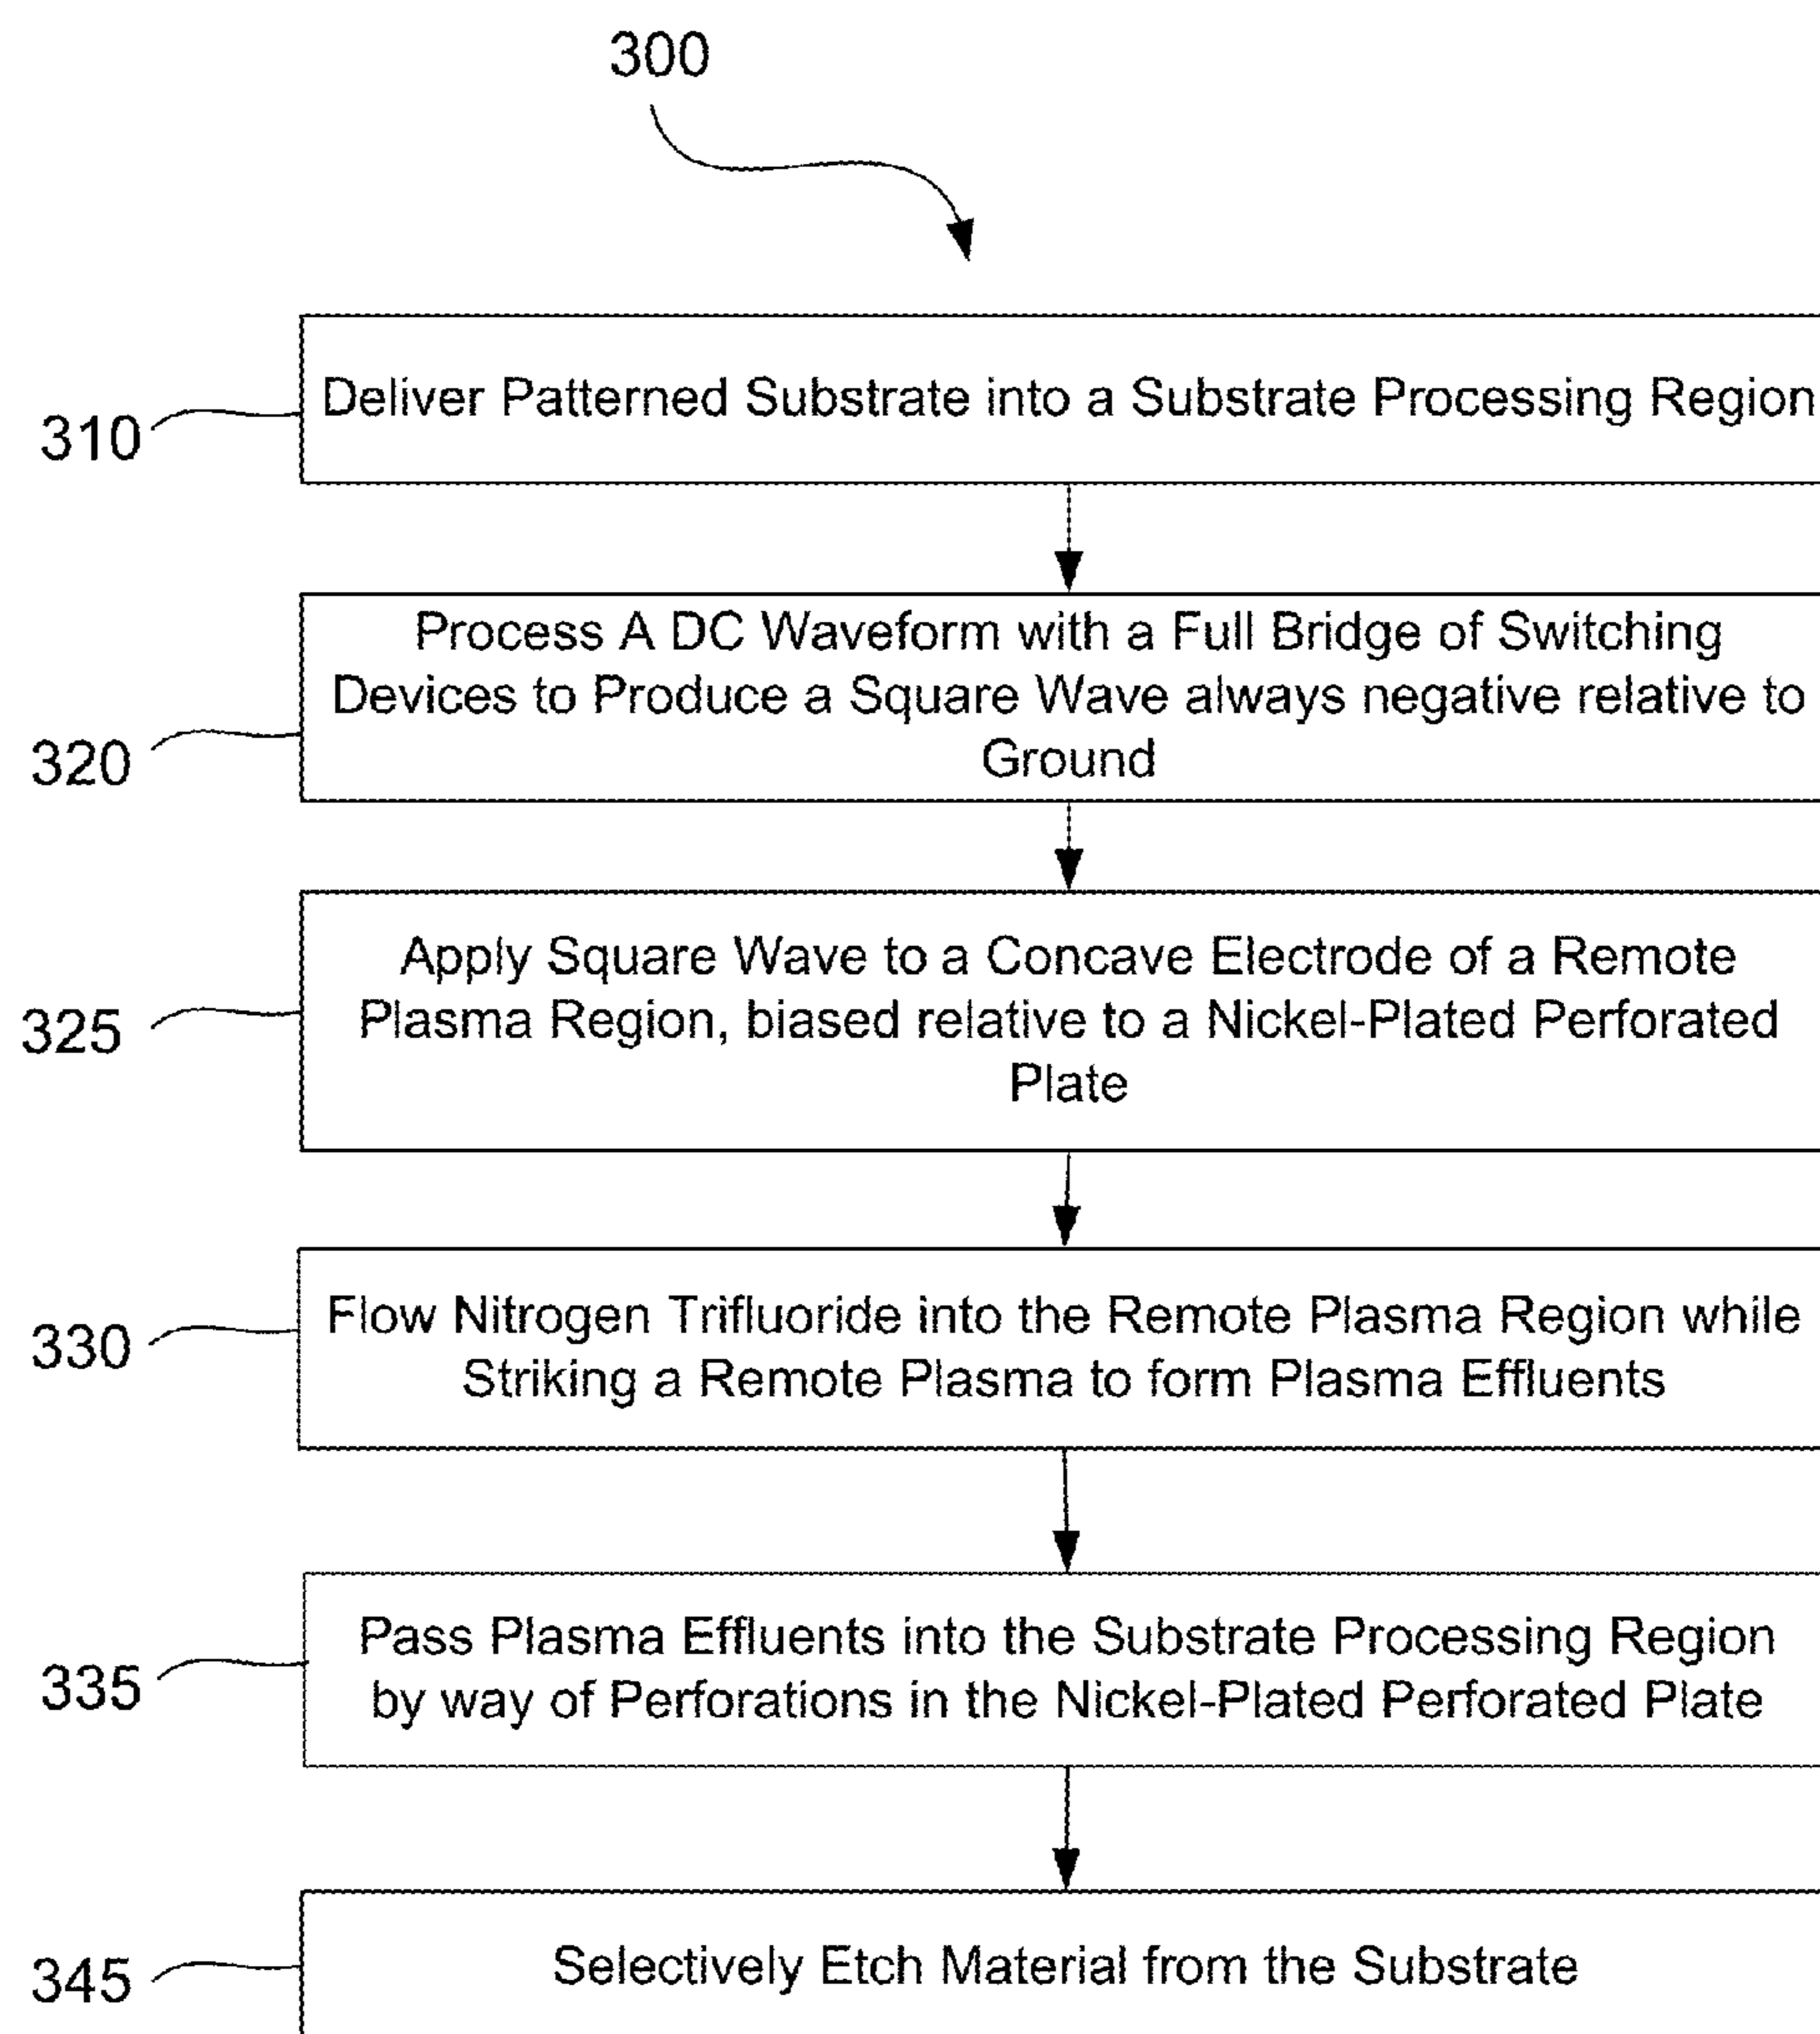 300
310
Deliver Patterned Substrate into a Substrate Processing Region
320
Process A DC Waveform with a Full Bridge of Switching
Devices to Produce a Square Wave always negative relative to
Ground
325
Apply Square Wave to a Concave Electrode of a Remote
Plasma Region, biased relative to a Nickel-Plated Perforated
Plate
330
Flow Nitrogen Trifluoride into the Remote Plasma Region while
Striking a Remote Plasma to form Plasma Effluents
335
Pass Plasma Effluents into the Substrate Processing Region
by way of Perforations in the Nickel-Plated Perforated Plate
345
Selectively Etch Material from the Substrate